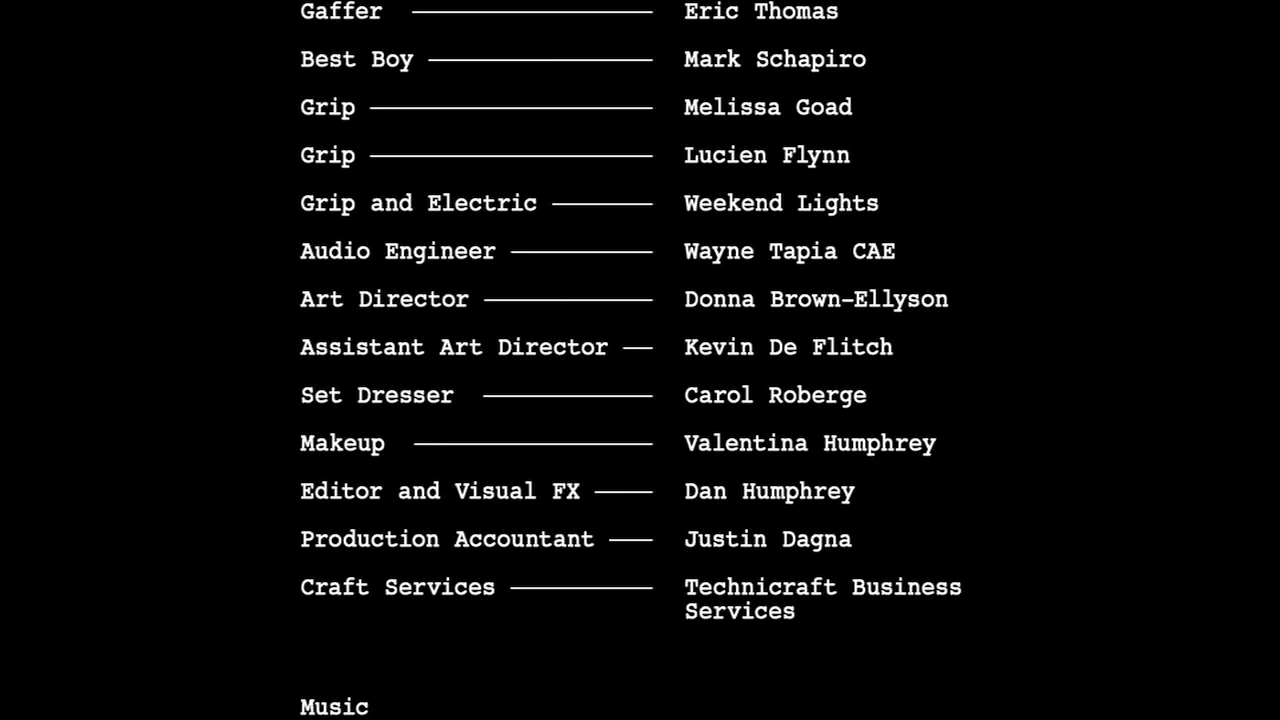 Gaffer Eric Thomas
Best Boy Mark Schapiro
Grip Melissa Goad
Grip Lucien Flynn
Grip and Electric Weekend Lights
Audio Engineer Wayne Tapia CAE
Art Director Donna Brown-Ellyson
Assistant Art Director Kevin De Flitch
Set Dresser Carol Roberge
Makeup Valentina Humphrey
Editor and Visual FX Dan Humphrey
Production Accountant Justin Dagna
Craft Services Technicraft Business
Services
Music